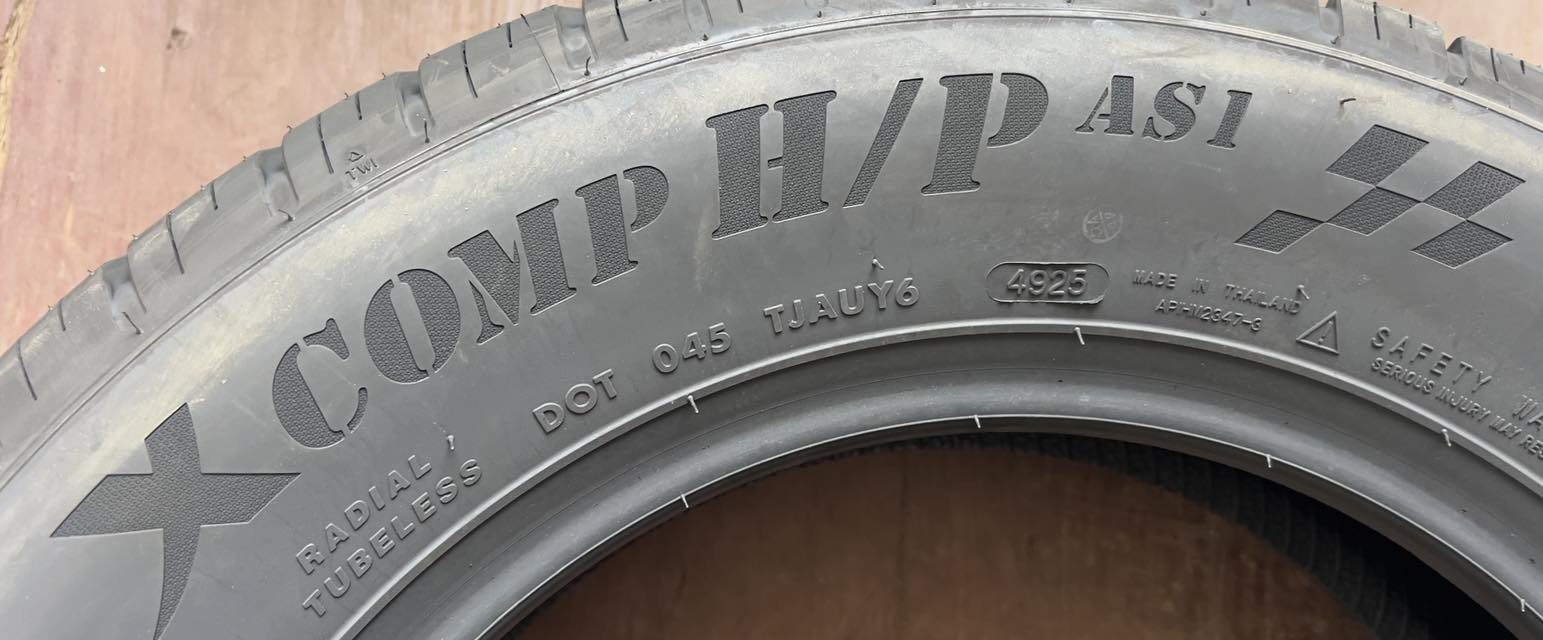 X COMP H/P AS1
△ TWI
RADIAL
TUBELESS
DOT 045 TJAUY6 4925
MADE IN THAILAND
SAFETY
SERIOUS INJURY MAY